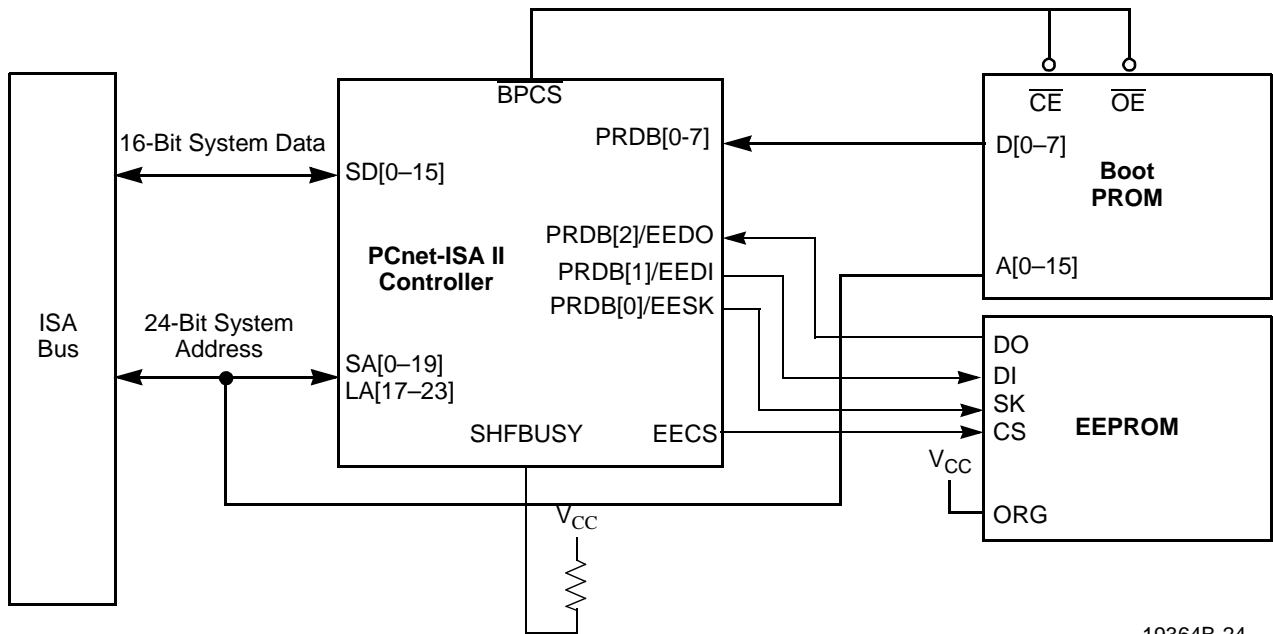 BPCS
CE
OE
16-Bit System Data
SD[0–15]
PRDB[0-7]
D[0–7]
Boot
PROM
PRDB[2]/EEDO
PCnet-ISA II
Controller
PRDB[1]/EEDI
PRDB[0]/EESK
A[0–15]
ISA
Bus
24-Bit System
Address
SA[0–19]
LA[17–23]
SHFBUSY
EECS
DO
DI
SK
CS
EEPROM
VCC
ORG
VCC
19364B-24